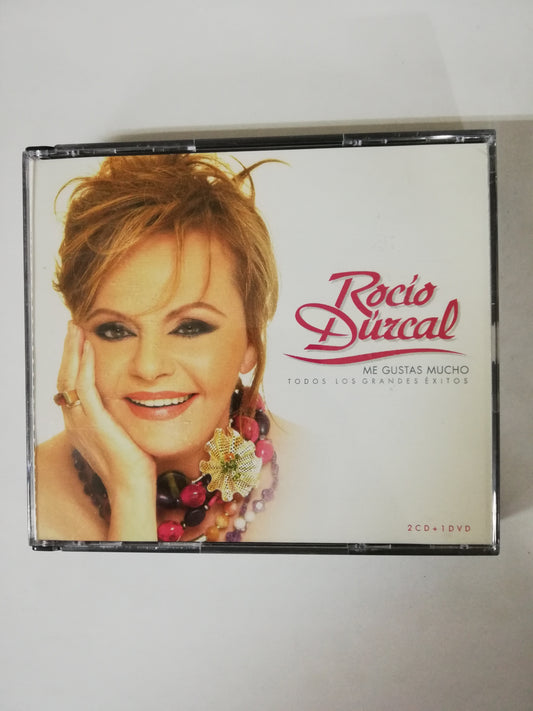 Rocío
Dúrcal
ME GUSTAS MUCHO
TODOS LOS GRANDES ÉXITOS
2CD+1DVD